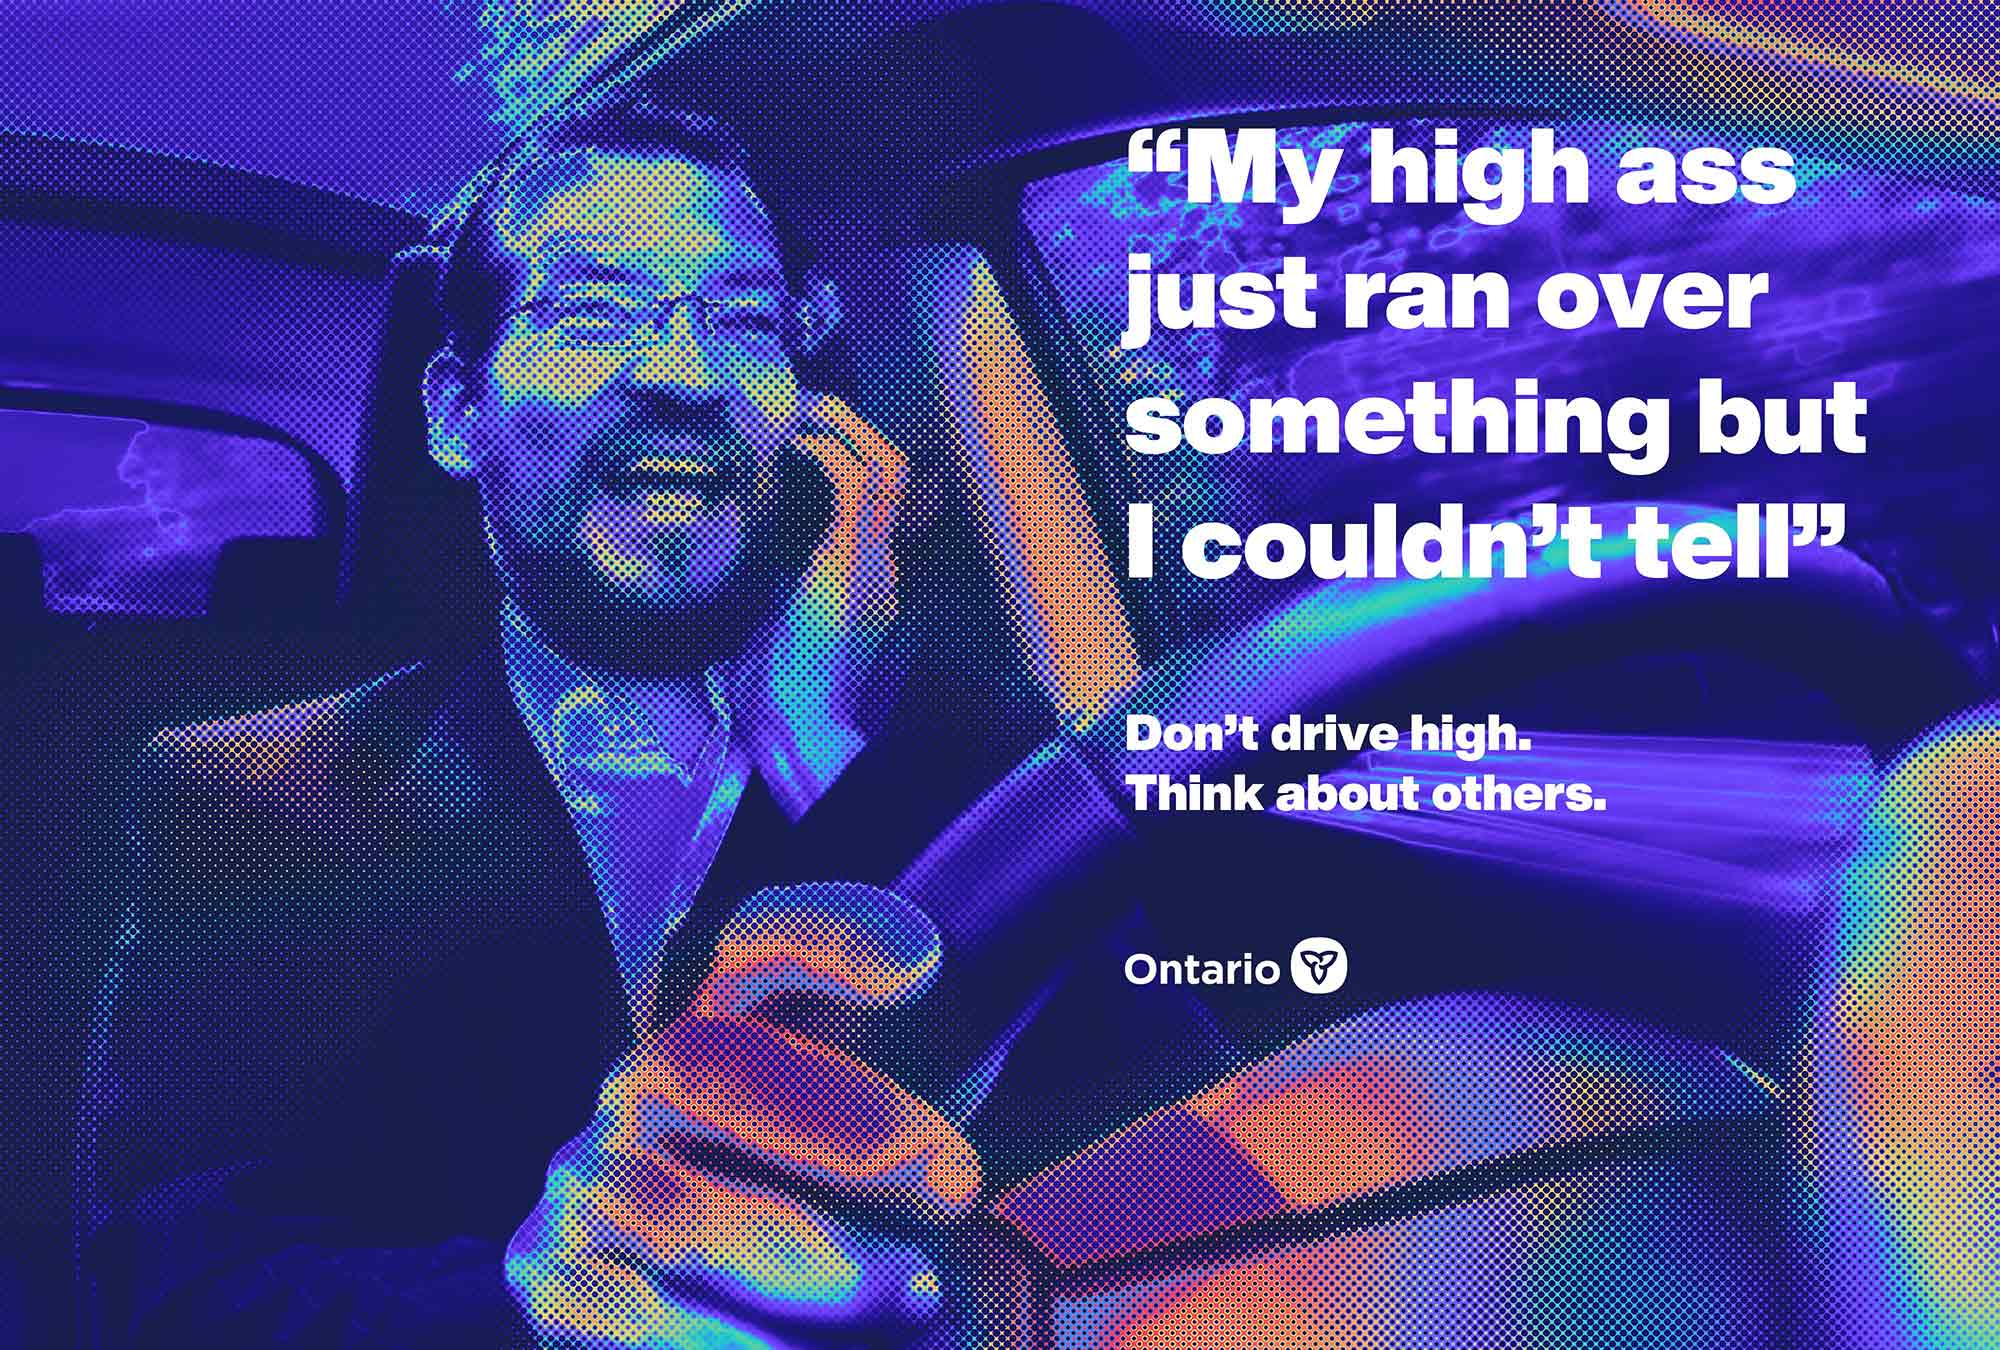 “My high ass
just ran over
something but
I couldn’t tell”
Don’t drive high.
Think about others.
Ontario